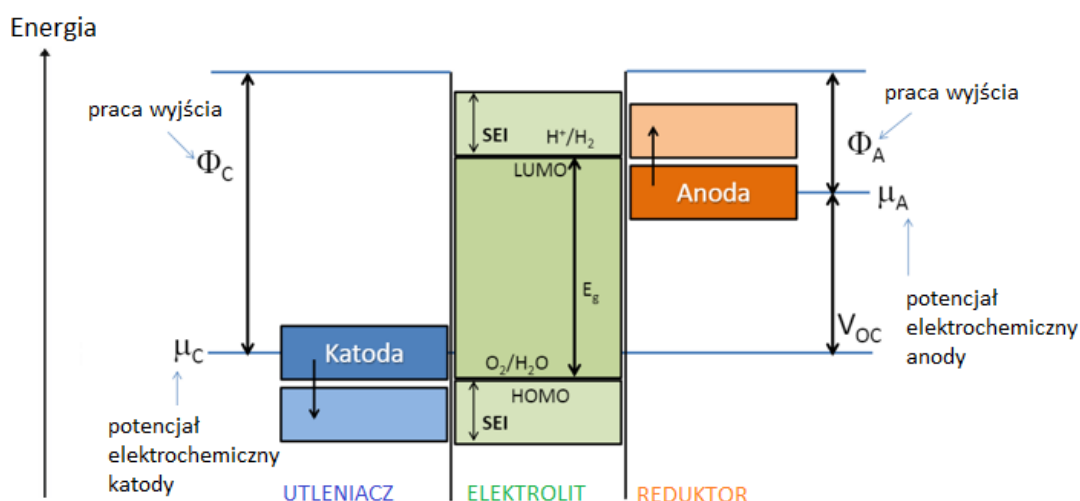 Energia
praca wyjścia
Φ_C
SEI
H⁺/H₂
LUMO
E_g
O₂/H₂O
HOMO
SEI
praca wyjścia
Φ_A
Anoda
μ_A
V_OC
potencjał
elektrochemiczny
anody
μ_C
Katoda
potencjał
elektrochemiczny
katody
UTLENIACZ
ELEKTROLIT
REDUKTOR